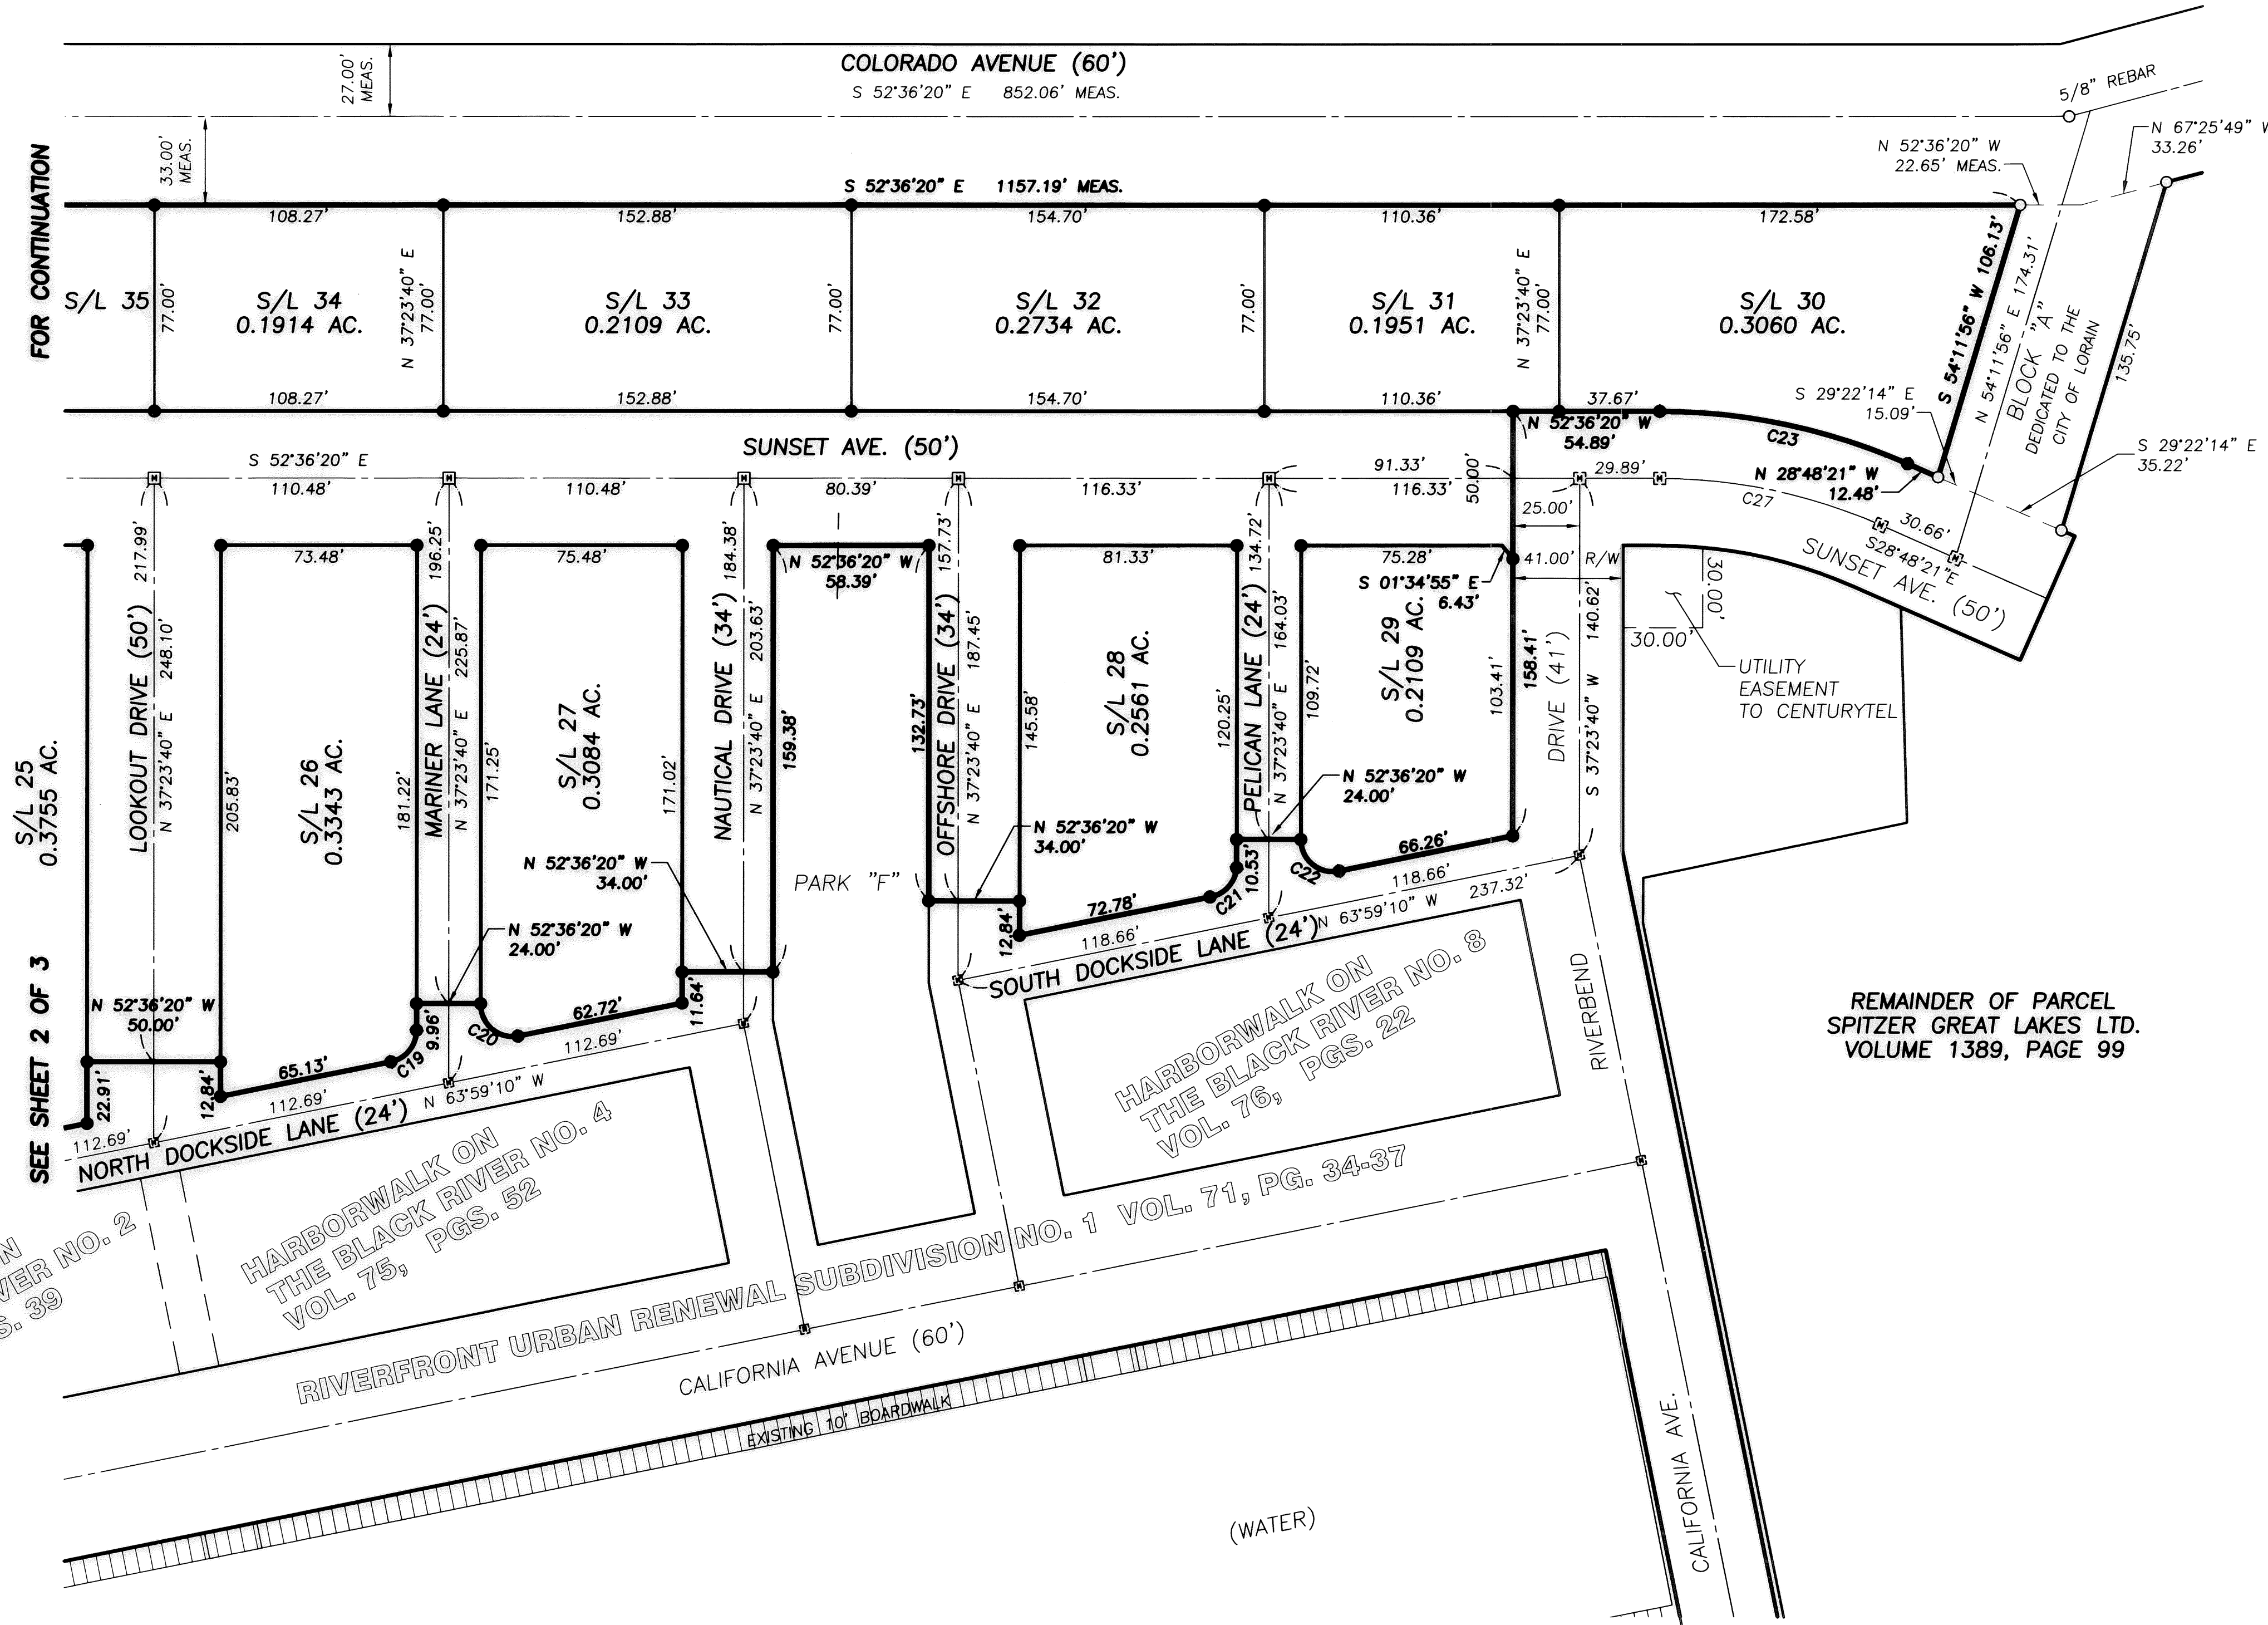 COLORADO AVENUE (60')
S 52°36'20" E 852.06' MEAS.
27.00'
MEAS.
33.00'
MEAS.
5/8" REBAR
N 67°25'49" W
33.26'
N 52°36'20" W
22.65' MEAS.
FOR CONTINUATION
S 52°36'20" E 1157.19' MEAS.
108.27'
152.88'
154.70'
110.36'
172.58'
S/L 35
77.00'
S/L 34
0.1914 AC.
N 37°23'40" E
77.00'
S/L 33
0.2109 AC.
77.00'
S/L 32
0.2734 AC.
77.00'
S/L 31
0.1951 AC.
N 37°23'40" E
77.00'
S/L 30
0.3060 AC.
S 54°11'56" W 106.13'
N 54°11'56" E 174.31'
BLOCK "A"
DEDICATED TO THE
CITY OF LORAIN
135.75'
108.27'
152.88'
154.70'
110.36'
37.67'
S 29°22'14" E
15.09'
N 52°36'20" W
54.89'
C23
S 29°22'14" E
35.22'
SUNSET AVE. (50')
S 52°36'20" E
110.48'
110.48'
80.39'
116.33'
91.33'
116.33'
50.00'
29.89'
N 28°48'21" W
12.48'
C27
30.66'
S28°48'21"E
SUNSET AVE. (50')
25.00'
41.00' R/W
S 01°34'55" E
6.43'
30.00'
30.00'
UTILITY
EASEMENT
TO CENTURYTEL
S/L 25
0.3755 AC.
LOOKOUT DRIVE (50')
217.99'
N 37°23'40" E 248.10'
73.48'
205.83'
S/L 26
0.3343 AC.
181.22'
MARINER LANE (24')
196.25'
N 37°23'40" E 225.87'
75.48'
171.25'
S/L 27
0.3084 AC.
171.02'
NAUTICAL DRIVE (34')
184.38'
N 37°23'40" E 203.63'
N 52°36'20" W
58.39'
159.38'
PARK "F"
132.73'
OFFSHORE DRIVE (34')
157.73'
N 37°23'40" E 187.45'
81.33'
145.58'
S/L 28
0.2561 AC.
120.25'
PELICAN LANE (24')
134.72'
N 37°23'40" E 164.03'
75.28'
109.72'
S/L 29
0.2109 AC.
103.41'
158.41'
DRIVE (41')
S 37°23'40" W 140.62'
N 52°36'20" W
24.00'
N 52°36'20" W
34.00'
N 52°36'20" W
34.00'
N 52°36'20" W
24.00'
N 52°36'20" W
50.00'
SEE SHEET 2 OF 3
22.91'
12.84'
65.13'
C19
9.96'
C20
62.72'
11.64'
12.84'
72.78'
C21
10.53'
C22
66.26'
112.69'
112.69'
N 63°59'10" W
112.69'
NORTH DOCKSIDE LANE (24')
118.66'
118.66'
237.32'
N 63°59'10" W
SOUTH DOCKSIDE LANE (24')
RIVERBEND
REMAINDER OF PARCEL
SPITZER GREAT LAKES LTD.
VOLUME 1389, PAGE 99
HARBORWALK ON
THE BLACK RIVER NO. 8
VOL. 76, PGS. 22
HARBORWALK ON
THE BLACK RIVER NO. 4
VOL. 75, PGS. 52
NO. 2
39
RIVERFRONT URBAN RENEWAL SUBDIVISION NO. 1 VOL. 71, PG. 34-37
CALIFORNIA AVENUE (60')
EXISTING 10' BOARDWALK
(WATER)
CALIFORNIA AVE.